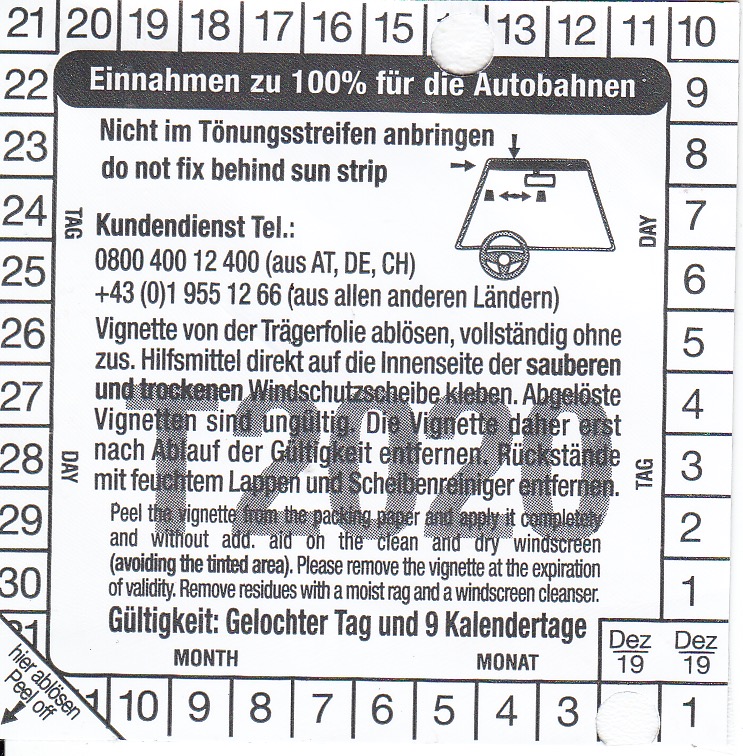 21 20 19 18 17 16 15 13 12 11 10
22 Einnahmen zu 100% für die Autobahnen 9
23 Nicht im Tönungsstreifen anbringen 8
do not fix behind sun strip
24 TAG Kundendienst Tel.: DAY 7
25 0800 400 12 400 (aus AT, DE, CH) 6
+43 (0)1 955 12 66 (aus allen anderen Ländern)
26 Vignette von der Trägerfolie ablösen, vollständig ohne 5
zus. Hilfsmittel direkt auf die Innenseite der sauberen
27 und trockenen Windschutzscheibe kleben. Abgelöste 4
Vignetten sind ungültig. Die Vignette daher erst
T2020
28 DAY nach Ablauf der Gültigkeit entfernen. Rückstände TAG 3
mit feuchtem Lappen und Scheibenreiniger entfernen.
29 Peel the vignette from the packing paper and apply it completely 2
and without add. aid on the clean and dry windscreen
30 (avoiding the tinted area). Please remove the vignette at the expiration 1
of validity. Remove residues with a moist rag and a windscreen cleanser.
Gültigkeit: Gelochter Tag und 9 Kalendertage
Dez Dez
19 19
MONTH MONAT
hier ablösen
Peel off
10 9 8 7 6 5 4 3 1